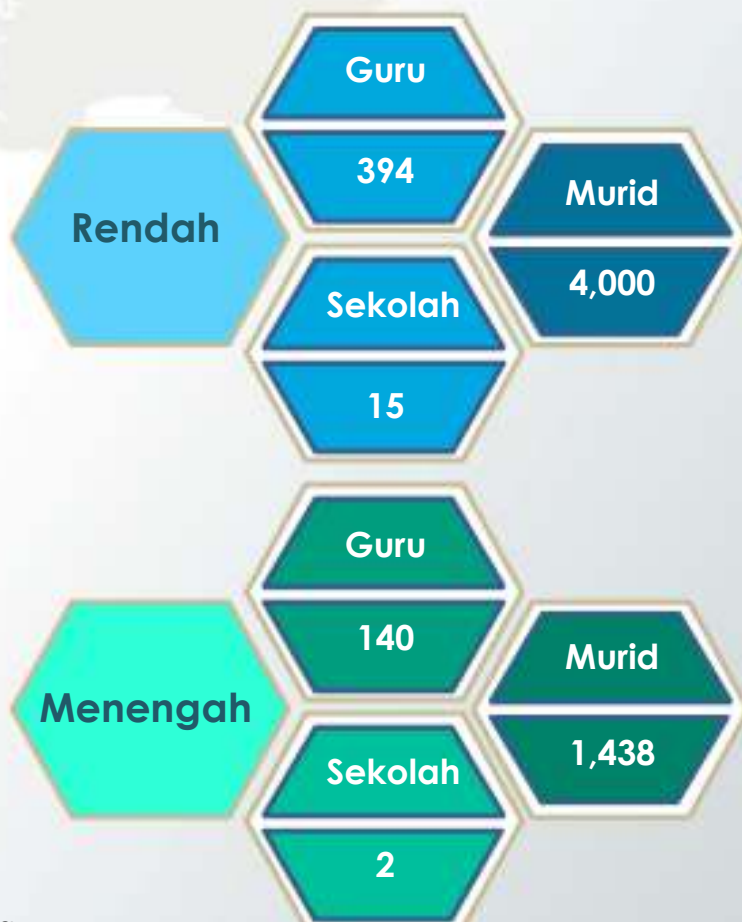 Guru
394
Rendah
Murid
4,000
Sekolah
15
Guru
140
Menengah
Murid
1,438
Sekolah
2